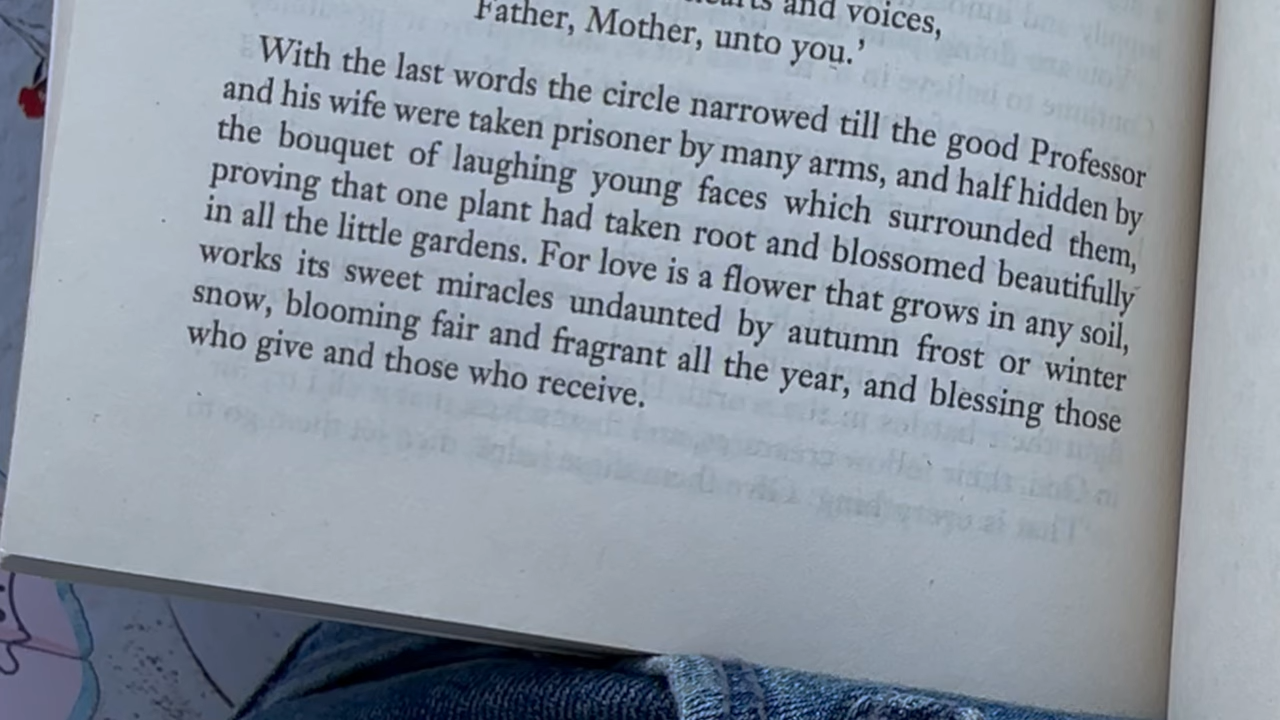 and voices,
Father, Mother, unto you.’
With the last words the circle narrowed till the good Professor
and his wife were taken prisoner by many arms, and half hidden by
the bouquet of laughing young faces which surrounded them,
proving that one plant had taken root and blossomed beautifully
in all the little gardens. For love is a flower that grows in any soil,
works its sweet miracles undaunted by autumn frost or winter
snow, blooming fair and fragrant all the year, and blessing those
who give and those who receive.